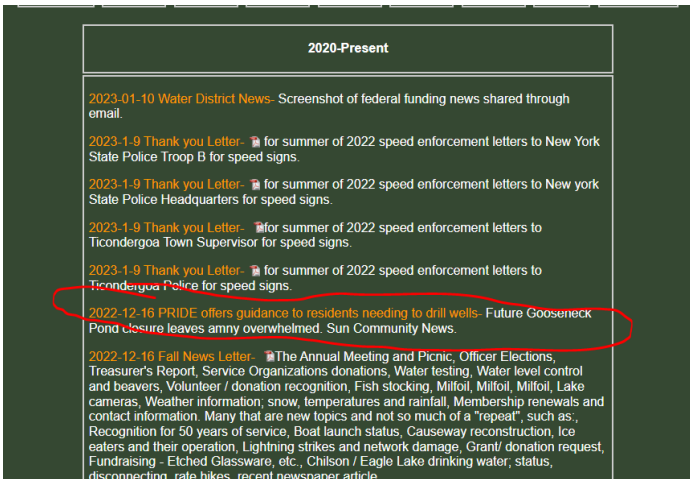 2020-Present
2023-01-10 Water District News- Screenshot of federal funding news shared through
email.
2023-1-9 Thank you Letter- for summer of 2022 speed enforcement letters to New York
State Police Troop B for speed signs.
2023-1-9 Thank you Letter- for summer of 2022 speed enforcement letters to New york
State Police Headquarters for speed signs.
2023-1-9 Thank you Letter- for summer of 2022 speed enforcement letters to
Ticondergoa Town Supervisor for speed signs.
2023-1-9 Thank you Letter- for summer of 2022 speed enforcement letters to
Ticondergoa Police for speed signs.
2022-12-16 PRIDE offers guidance to residents needing to drill wells- Future Gooseneck
Pond closure leaves amny overwhelmed. Sun Community News.
2022-12-16 Fall News Letter- The Annual Meeting and Picnic, Officer Elections,
Treasurer's Report, Service Organizations donations, Water testing, Water level control
and beavers, Volunteer / donation recognition, Fish stocking, Milfoil, Milfoil, Milfoil, Lake
cameras, Weather information; snow, temperatures and rainfall, Membership renewals and
contact information. Many that are new topics and not so much of a "repeat", such as:,
Recognition for 50 years of service, Boat launch status, Causeway reconstruction, Ice
eaters and their operation, Lightning strikes and network damage, Grant/ donation request,
Fundraising - Etched Glassware, etc., Chilson / Eagle Lake drinking water; status,
disconnecting, rate hikes, recent newspaper article